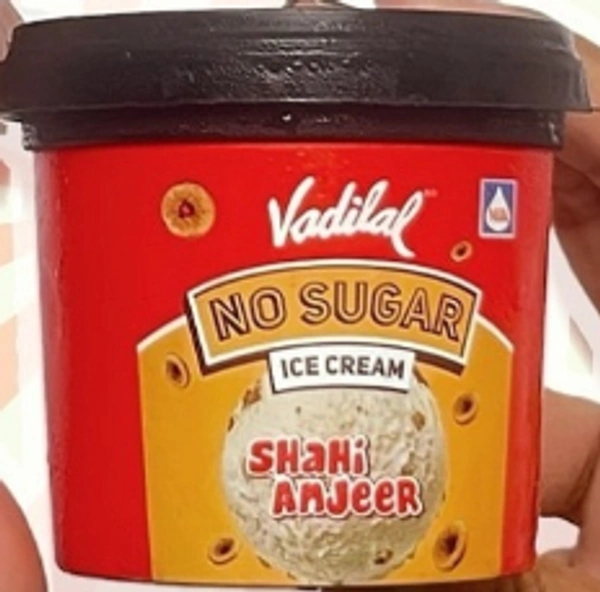 Vadilal
NO SUGAR
ICE CREAM
SHaHi
ANJEER